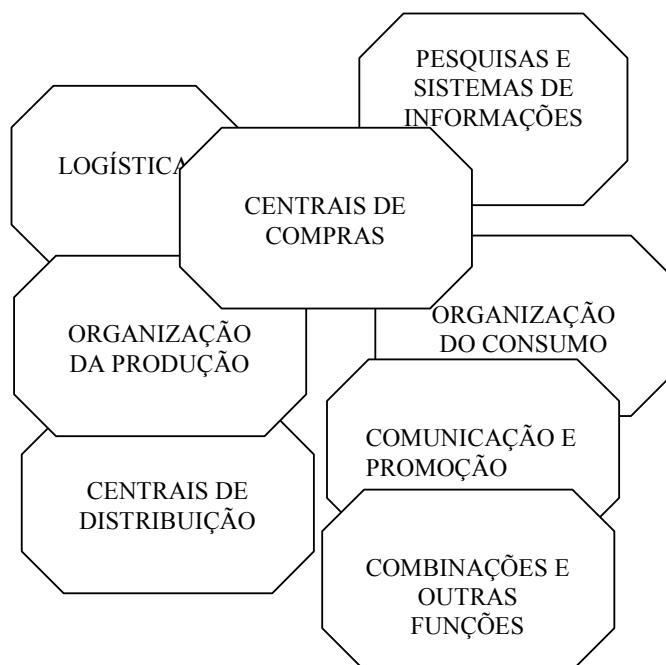 PESQUISAS E
SISTEMAS DE
INFORMAÇÕES
LOGÍSTICA
CENTRAIS DE
COMPRAS
ORGANIZAÇÃO
DA PRODUÇÃO
ORGANIZAÇÃO
DO CONSUMO
COMUNICAÇÃO E
PROMOÇÃO
CENTRAIS DE
DISTRIBUIÇÃO
COMBINAÇÕES E
OUTRAS
FUNÇÕES